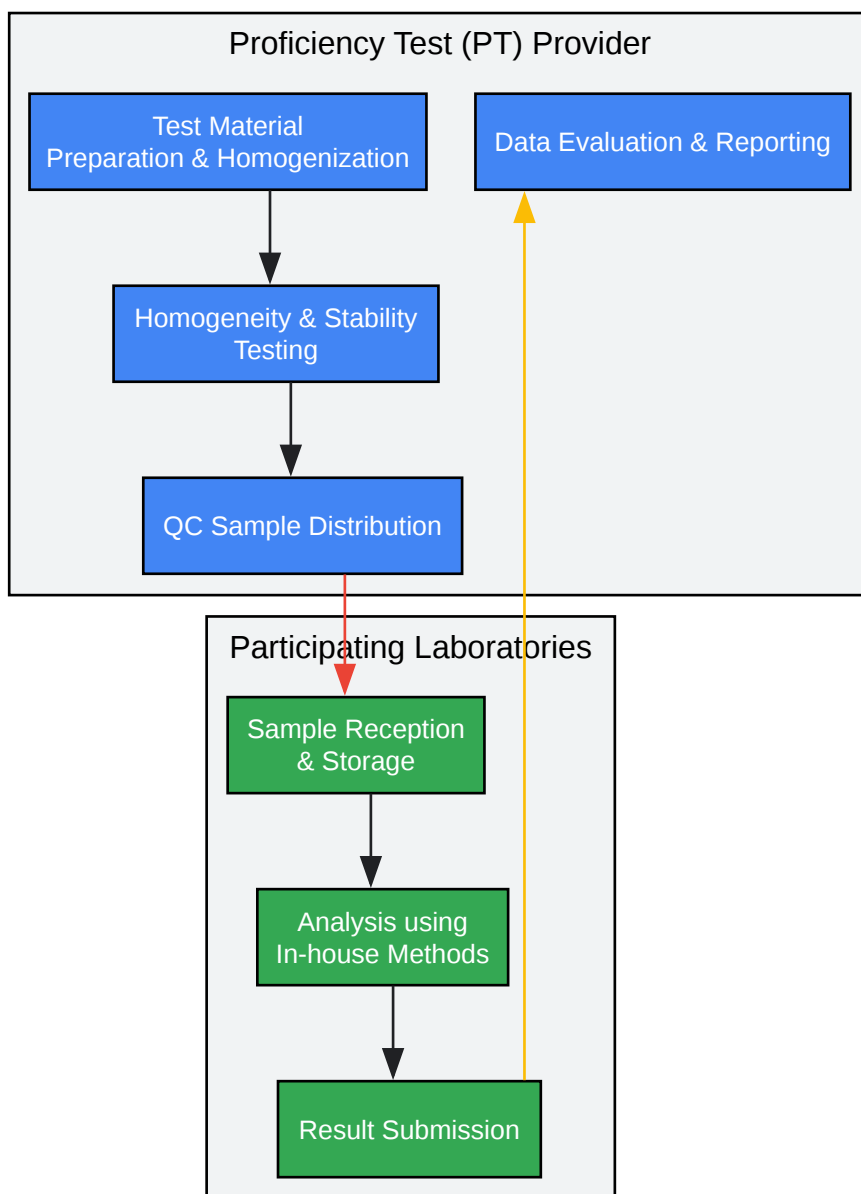 Proficiency Test (PT) Provider
Test Material
Preparation & Homogenization
Data Evaluation & Reporting
Homogeneity & Stability
Testing
QC Sample Distribution
Participating Laboratories
Sample Reception
& Storage
Analysis using
In-house Methods
Result Submission